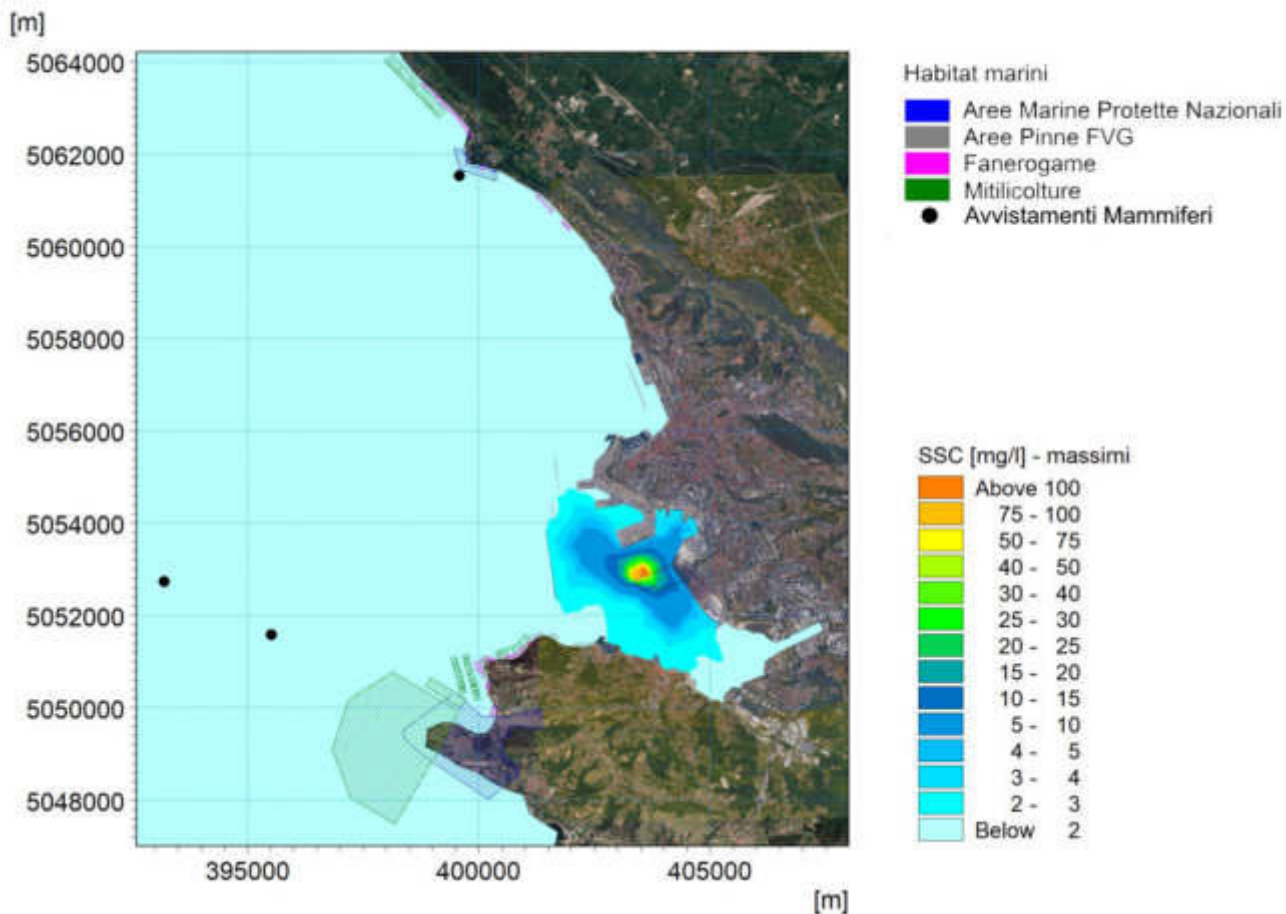 [m]
5064000
5062000
5060000
5058000
5056000
5054000
5052000
5050000
5048000
395000
400000
405000
[m]
Habitat marini
Aree Marine Protette Nazionali
Aree Pinne FVG
Fanerogame
Mitilicolture
Avvistamenti Mammiferi
SSC [mg/l] - massimi
Above 100
75 - 100
50 - 75
40 - 50
30 - 40
25 - 30
20 - 25
15 - 20
10 - 15
5 - 10
4 - 5
3 - 4
2 - 3
Below 2